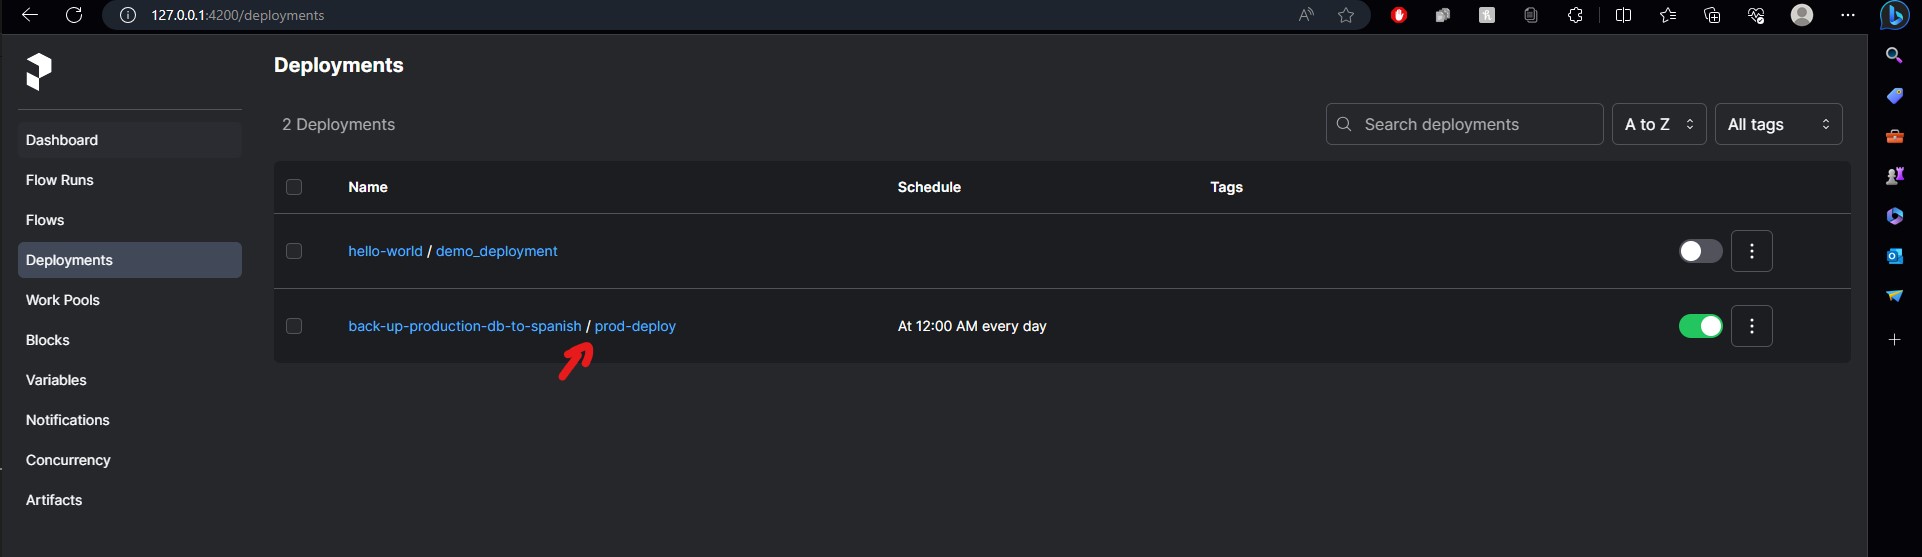 127.0.0.1:4200/deployments
Deployments
2 Deployments
Search deployments
A to Z
All tags
Dashboard
Flow Runs
Flows
Deployments
Work Pools
Blocks
Variables
Notifications
Concurrency
Artifacts
Name Schedule Tags
hello-world / demo_deployment
back-up-production-db-to-spanish / prod-deploy At 12:00 AM every day